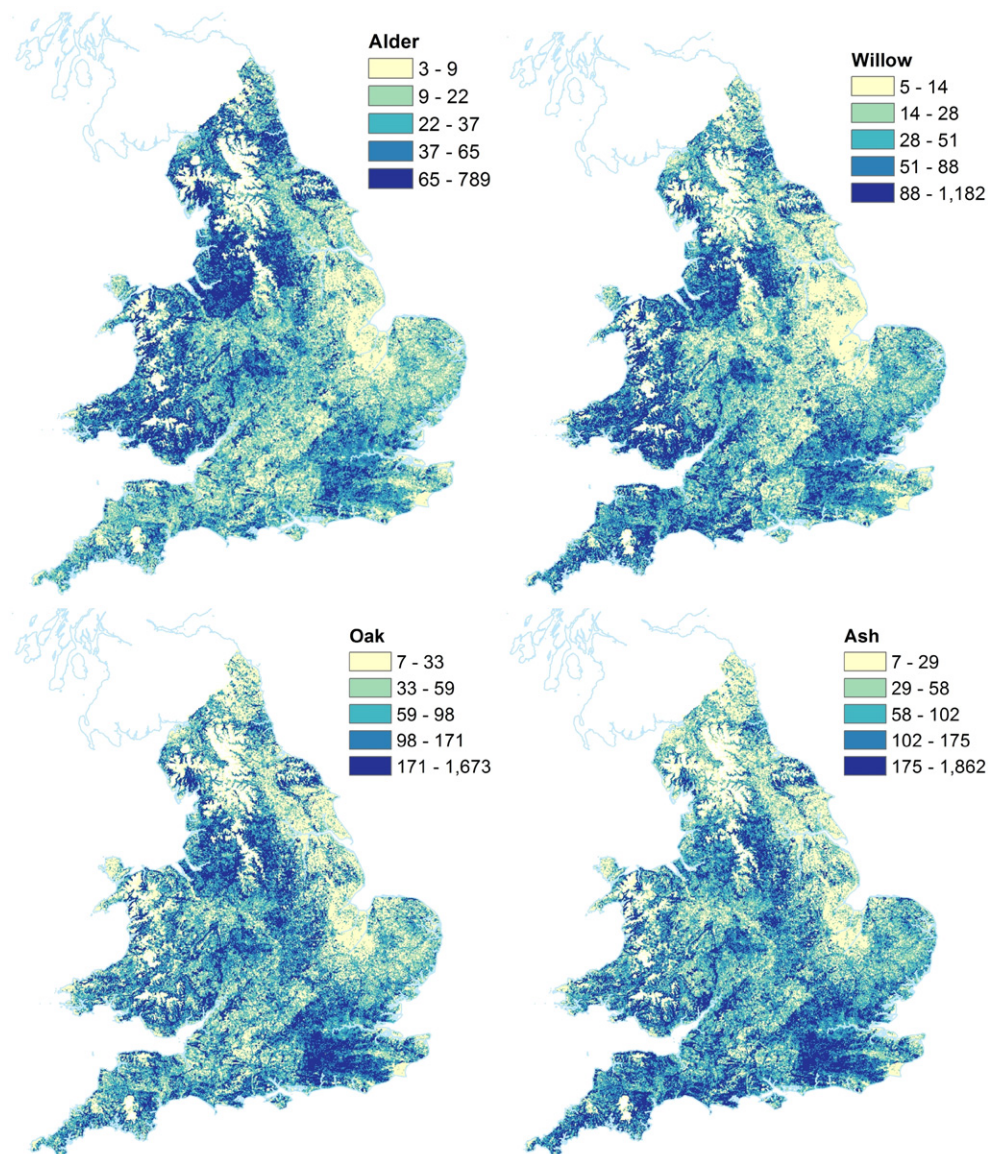 Alder
3 - 9
9 - 22
22 - 37
37 - 65
65 - 789
Willow
5 - 14
14 - 28
28 - 51
51 - 88
88 - 1,182
Oak
7 - 33
33 - 59
59 - 98
98 - 171
171 - 1,673
Ash
7 - 29
29 - 58
58 - 102
102 - 175
175 - 1,862